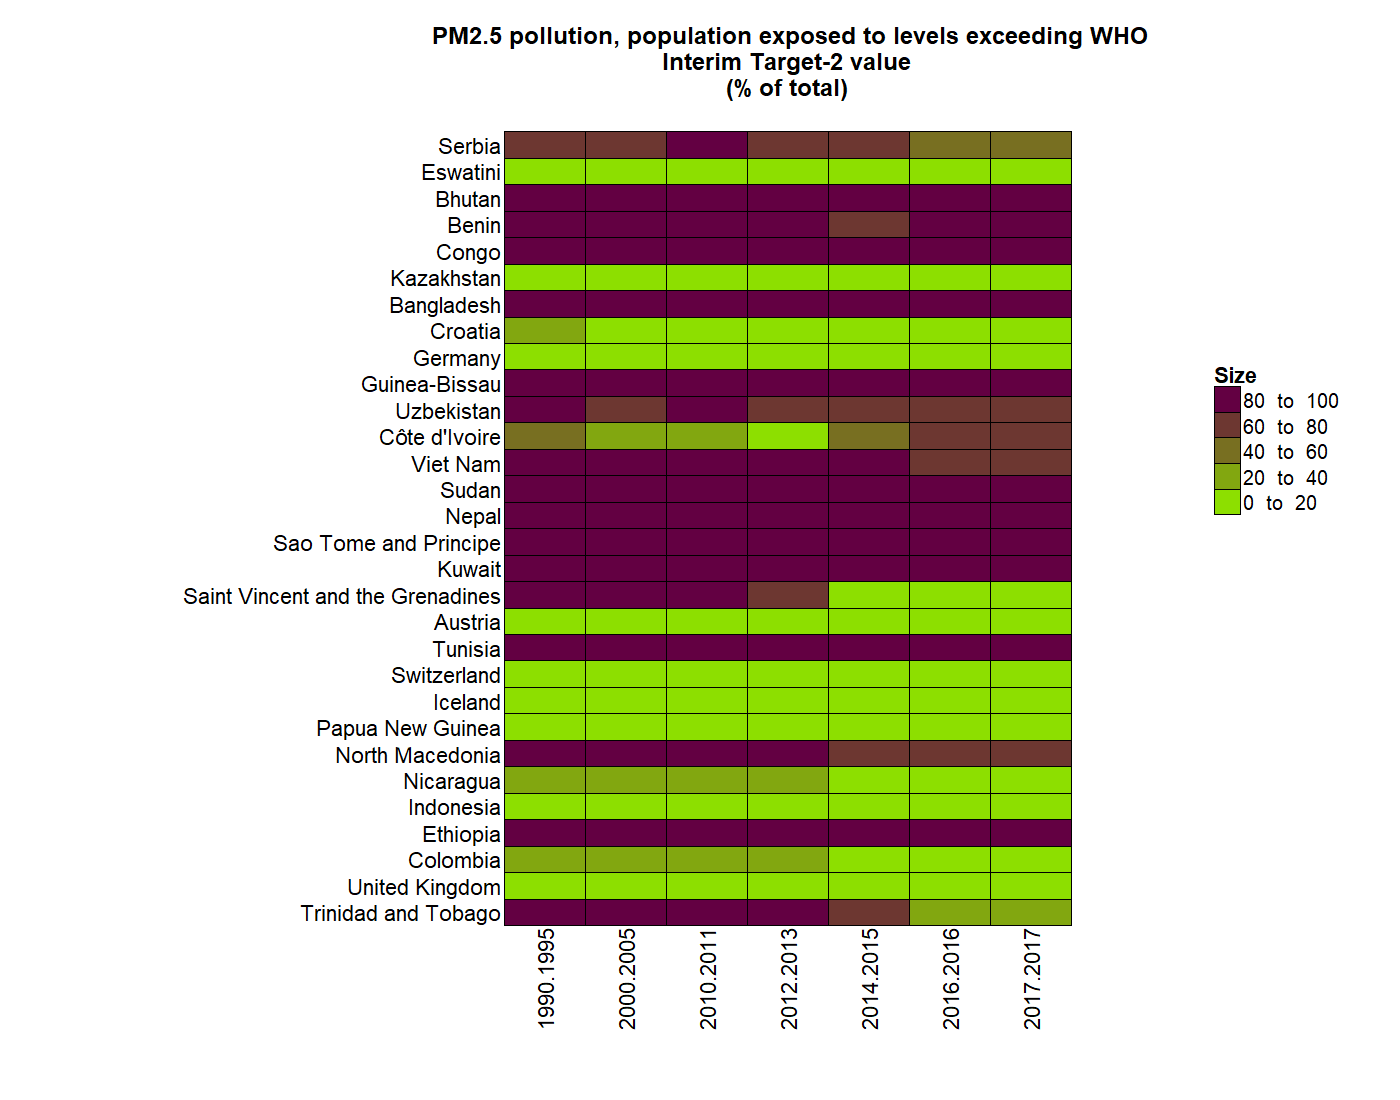 PM2.5 pollution, population exposed to levels exceeding WHO
Interim Target-2 value
(% of total)
Serbia
Eswatini
Bhutan
Benin
Congo
Kazakhstan
Bangladesh
Croatia
Germany
Guinea-Bissau
Uzbekistan
Côte d'Ivoire
Viet Nam
Sudan
Nepal
Sao Tome and Principe
Kuwait
Saint Vincent and the Grenadines
Austria
Tunisia
Switzerland
Iceland
Papua New Guinea
North Macedonia
Nicaragua
Indonesia
Ethiopia
Colombia
United Kingdom
Trinidad and Tobago
1990.1995
2000.2005
2010.2011
2012.2013
2014.2015
2016.2016
2017.2017
Size
80 to 100
60 to 80
40 to 60
20 to 40
0 to 20